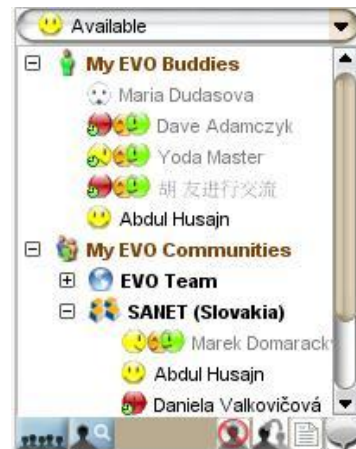 Available
My EVO Buddies
Maria Dudasova
Dave Adamczyk
Yoda Master
胡 友进行交流
Abdul Husajn
My EVO Communities
EVO Team
SANET (Slovakia)
Marek Domaracky
Abdul Husajn
Daniela Valkovičová